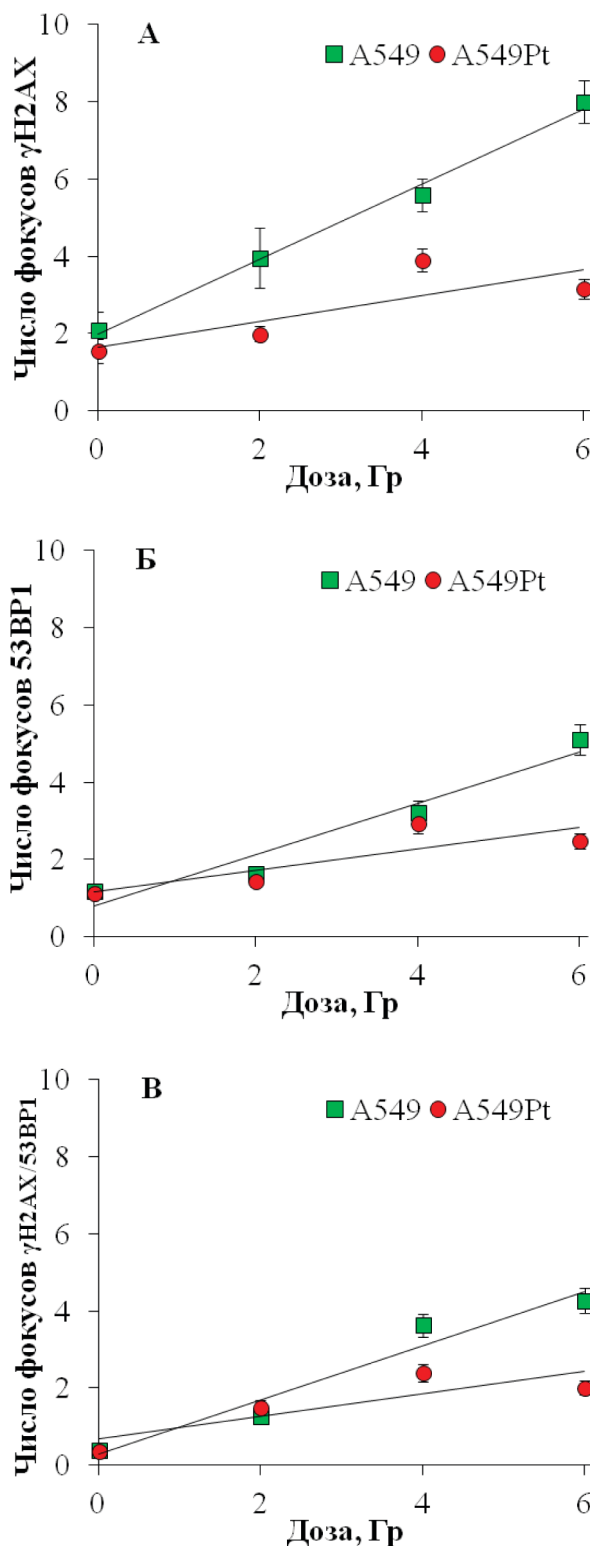 А
A549 A549Pt
Число фокусов γH2AX
10
8
6
4
2
0
0 2 4 6
Доза, Гр
Б
A549 A549Pt
Число фокусов 53BP1
10
8
6
4
2
0
0 2 4 6
Доза, Гр
В
A549 A549Pt
Число фокусов γH2AX/53BP1
10
8
6
4
2
0
0 2 4 6
Доза, Гр